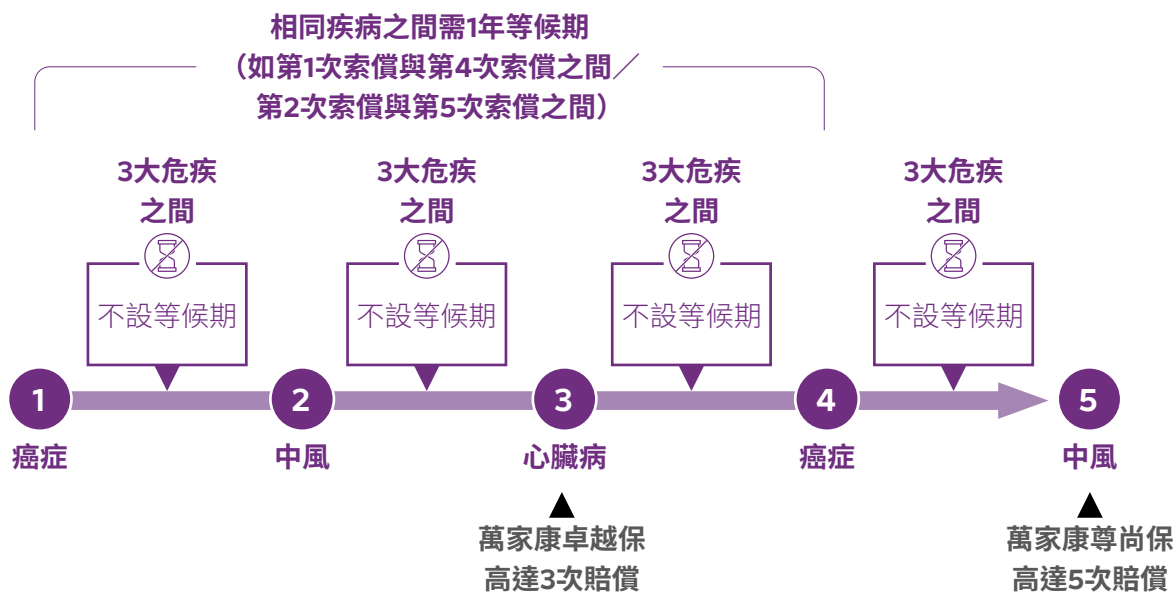 相同疾病之間需1年等候期
（如第1次索償與第4次索償之間／
第2次索償與第5次索償之間）
3大危疾
之間
不設等候期
3大危疾
之間
不設等候期
3大危疾
之間
不設等候期
3大危疾
之間
不設等候期
1
癌症
2
中風
3
心臟病
4
癌症
5
中風
萬家康卓越保
高達3次賠償
萬家康尊尚保
高達5次賠償